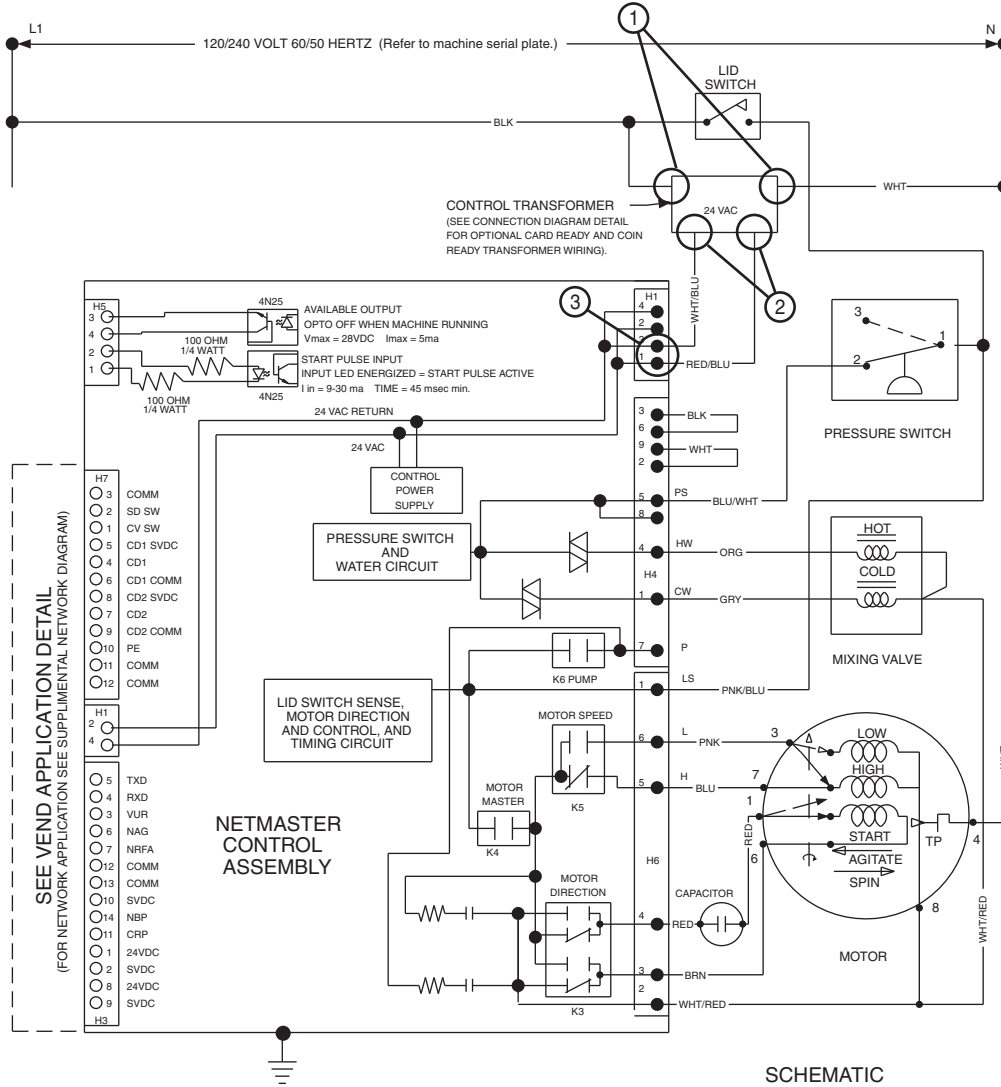 L1
120/240 VOLT 60/50 HERTZ (Refer to machine serial plate.)
N
1
LID
SWITCH
BLK
WHT
CONTROL TRANSFORMER
(SEE CONNECTION DIAGRAM DETAIL
FOR OPTIONAL CARD READY AND COIN
READY TRANSFORMER WIRING).
24 VAC
2
3
WHT/BLU
RED/BLU
H1
4
2
3
1
H5
3
4
2
1
4N25
AVAILABLE OUTPUT
OPTO OFF WHEN MACHINE RUNNING
Vmax = 28VDC Imax = 5ma
100 OHM
1/4 WATT
START PULSE INPUT
INPUT LED ENERGIZED = START PULSE ACTIVE
I in = 9-30 ma TIME = 45 msec min.
4N25
100 OHM
1/4 WATT
24 VAC RETURN
24 VAC
CONTROL
POWER
SUPPLY
3
1
2
PRESSURE SWITCH
3
BLK
6
9
WHT
2
5
PS
BLU/WHT
8
PRESSURE SWITCH
AND
WATER CIRCUIT
4
HW
ORG
H4
1
CW
GRY
HOT
COLD
MIXING VALVE
7
P
K6 PUMP
SEE VEND APPLICATION DETAIL
(FOR NETWORK APPLICATION SEE SUPPLIMENTAL NETWORK DIAGRAM)
H7
3 COMM
2 SD SW
1 CV SW
5 CD1 SVDC
4 CD1
6 CD1 COMM
8 CD2 SVDC
7 CD2
9 CD2 COMM
10 PE
11 COMM
12 COMM
H1
2
4
5 TXD
4 RXD
3 VUR
6 NAG
7 NRFA
12 COMM
13 COMM
10 SVDC
14 NBP
11 CRP
1 24VDC
2 SVDC
8 24VDC
9 SVDC
H3
LID SWITCH SENSE,
MOTOR DIRECTION
AND CONTROL, AND
TIMING CIRCUIT
1
LS
PNK/BLU
MOTOR SPEED
K5
6
L
PNK
5
H
BLU
MOTOR
MASTER
K4
NETMASTER
CONTROL
ASSEMBLY
H6
MOTOR
DIRECTION
K3
4
RED
CAPACITOR
RED
3
BRN
2
WHT/RED
3
LOW
7
HIGH
1
START
6
AGITATE
SPIN
TP
4
8
MOTOR
WHT/RED
SCHEMATIC